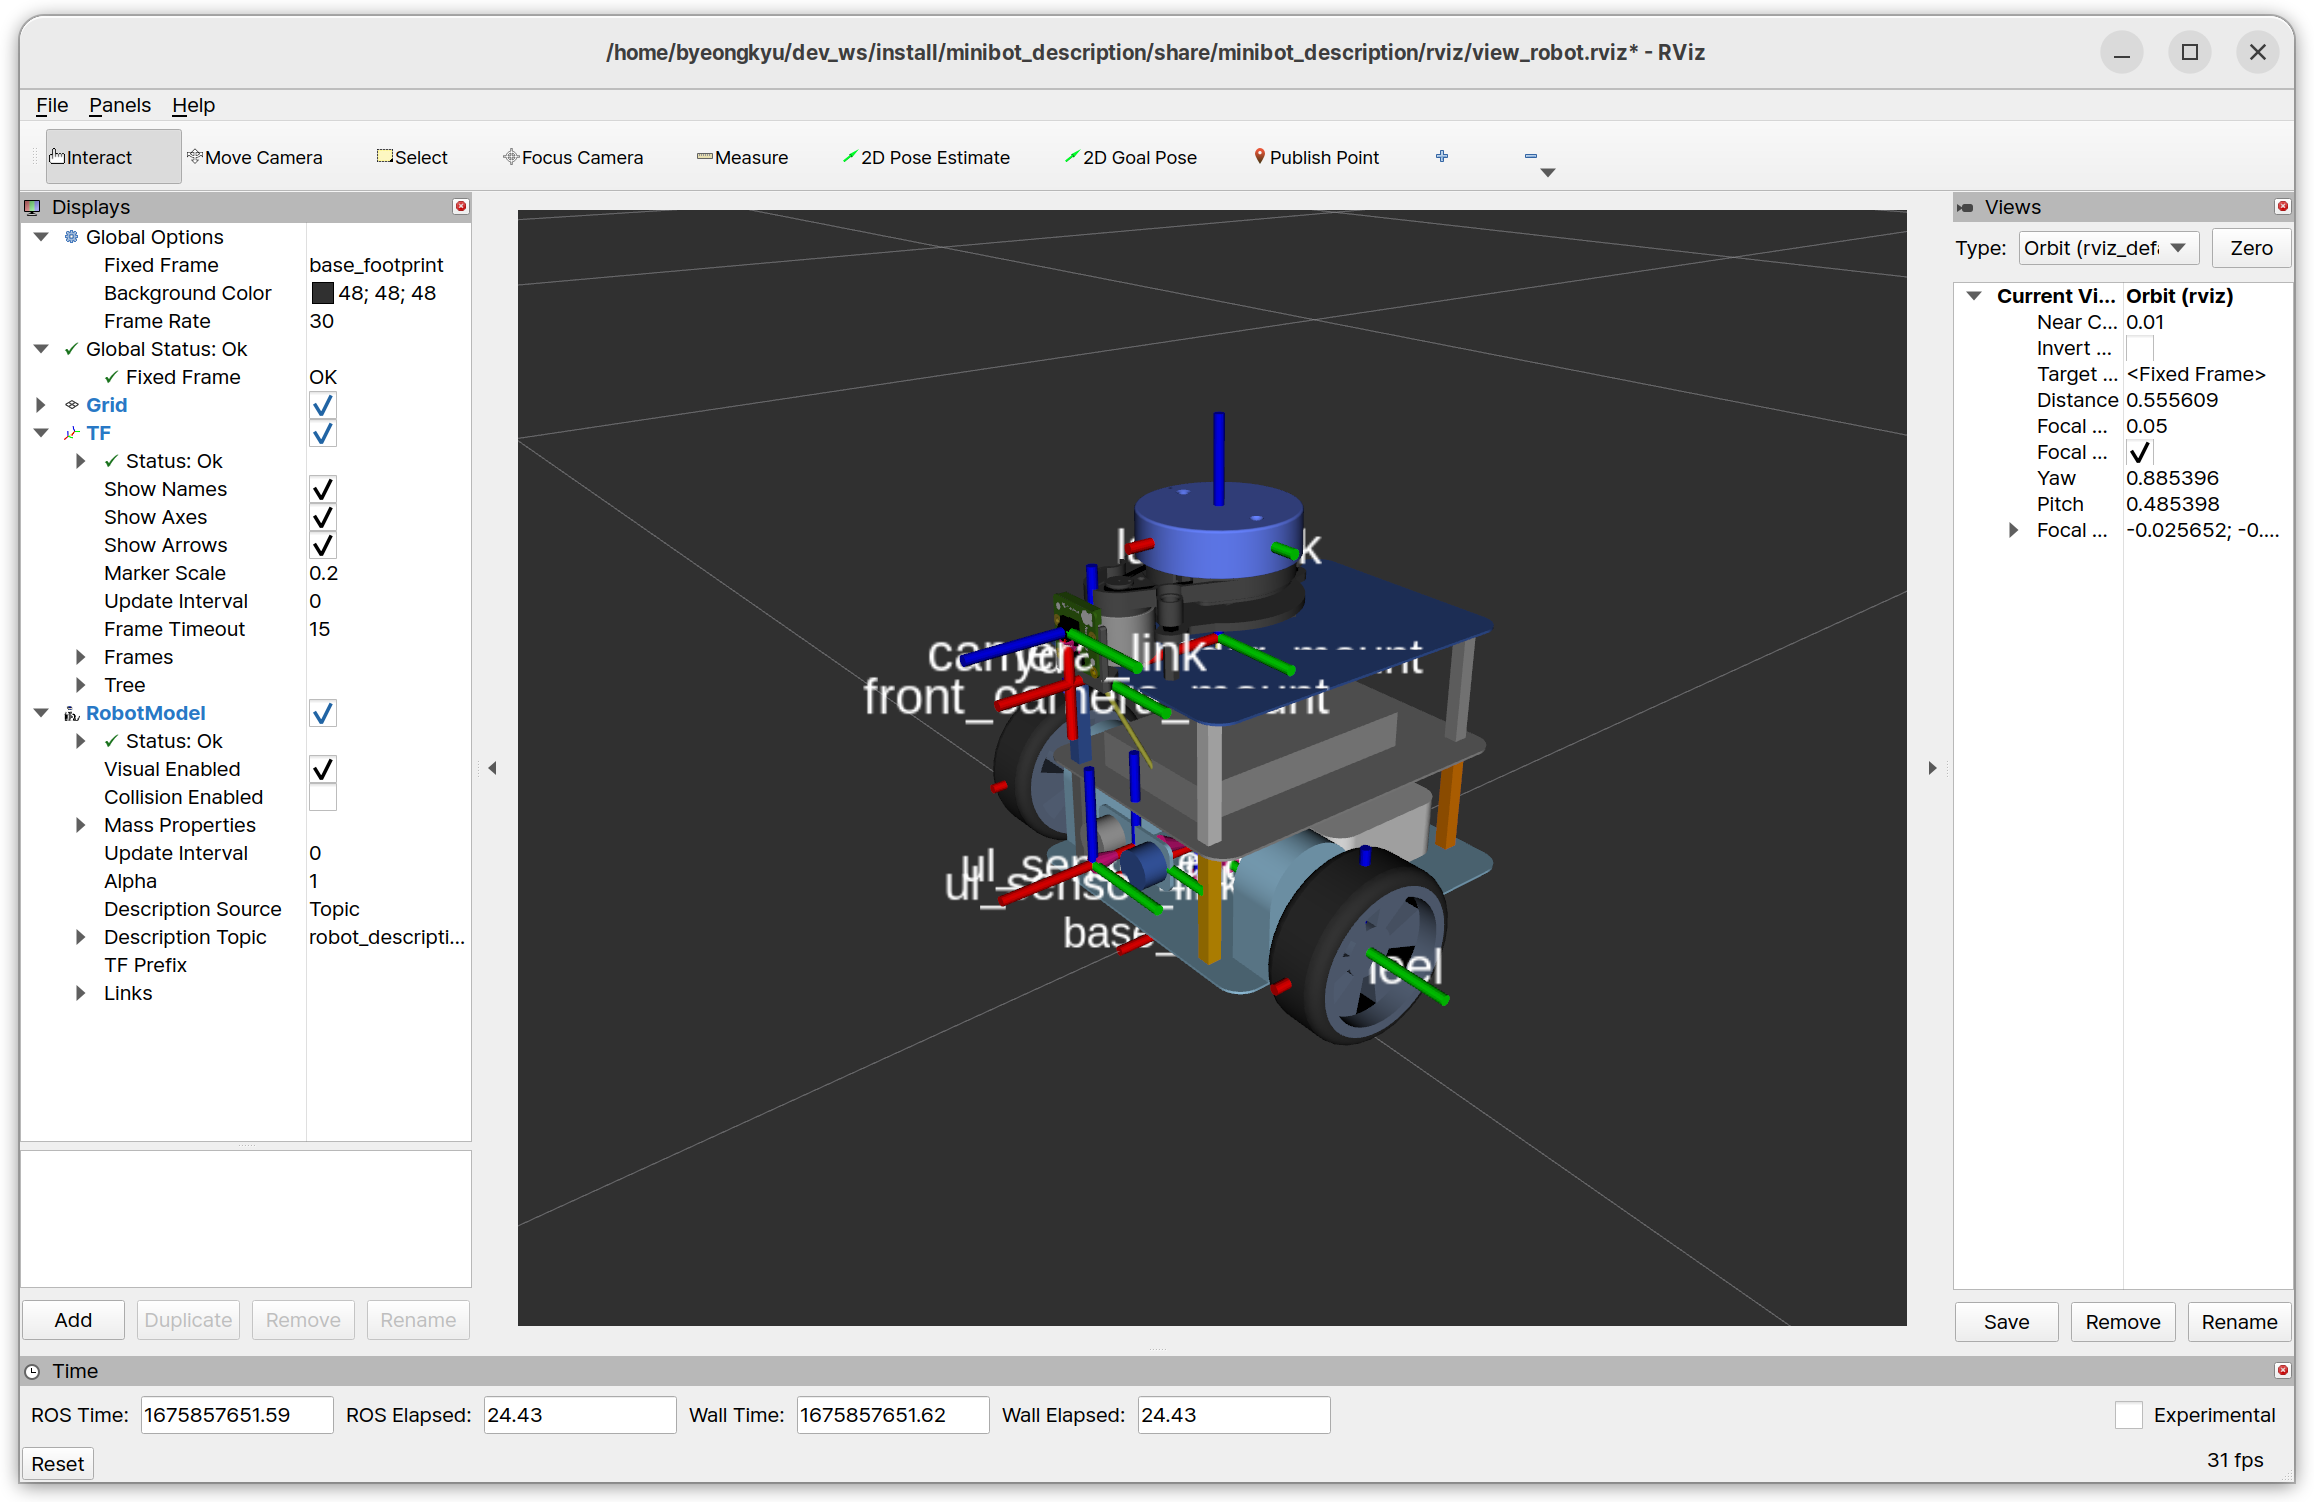 /home/byeongkyu/dev_ws/install/minibot_description/share/minibot_description/rviz/view_robot.rviz* - RViz
File Panels Help
Interact Move Camera Select Focus Camera Measure 2D Pose Estimate 2D Goal Pose Publish Point
Displays
Global Options
Fixed Frame base_footprint
Background Color 48; 48; 48
Frame Rate 30
Global Status: Ok
Fixed Frame OK
Grid
TF
Status: Ok
Show Names
Show Axes
Show Arrows
Marker Scale 0.2
Update Interval 0
Frame Timeout 15
Frames
Tree
RobotModel
Status: Ok
Visual Enabled
Collision Enabled
Mass Properties
Update Interval 0
Alpha 1
Description Source Topic
Description Topic robot_descripti...
TF Prefix
Links
Add Duplicate Remove Rename
camera_link
front_camera_mount
Views
Type: Orbit (rviz_defa Zero
Current Vi... Orbit (rviz)
Near C... 0.01
Invert ...
Target ... <Fixed Frame>
Distance 0.555609
Focal ... 0.05
Focal ...
Yaw 0.885396
Pitch 0.485398
Focal ... -0.025652; -0....
Save Remove Rename
Time
ROS Time: 1675857651.59 ROS Elapsed: 24.43 Wall Time: 1675857651.62 Wall Elapsed: 24.43 Experimental
Reset 31 fps